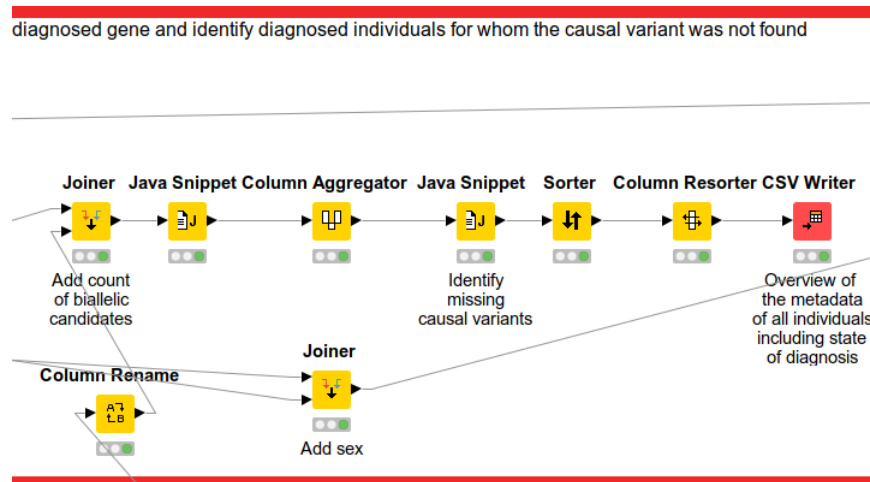 diagnosed gene and identify diagnosed individuals for whom the causal variant was not found
Joiner Java Snippet Column Aggregator Java Snippet Sorter Column Resorter CSV Writer
J J
Add count
of biallelic
candidates
Identify
missing
causal variants
Overview of
the metadata
of all individuals
including state
of diagnosis
Joiner
Column Rename
A
B
Add sex